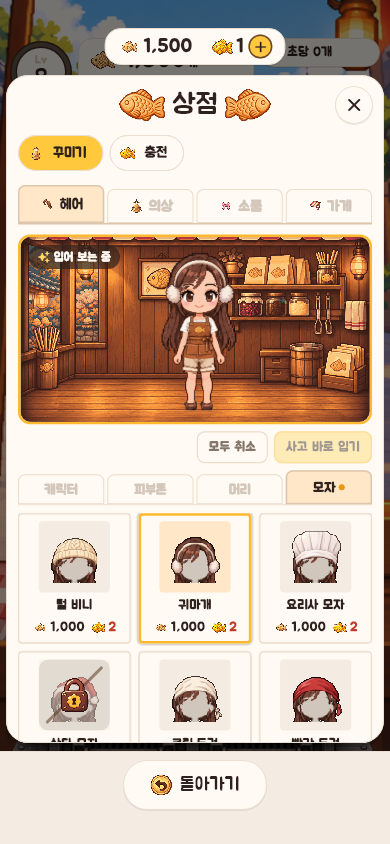 1,500 1
Lv
초당 0개
상점
꾸미기 충전
헤어 의상 소품 가게
입어 보는 중
모두 취소 사고 바로 입기
캐릭터 피부톤 머리 모자
털 비니 귀마개 요리사 모자
1,000 2 1,000 2 1,000 2
돌아가기